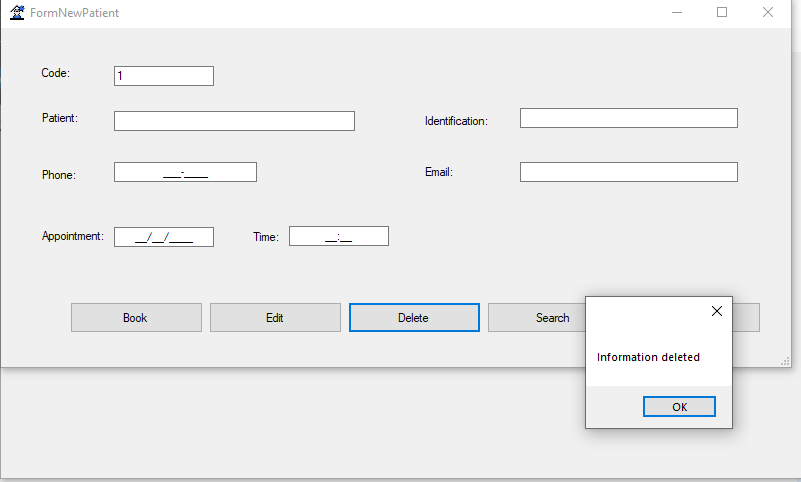 FormNewPatient
Code:
1
Patient:
Identification:
Phone:
___-____
Email:
Appointment:
__/__/____
Time:
__:__
Book
Edit
Delete
Search
Information deleted
OK